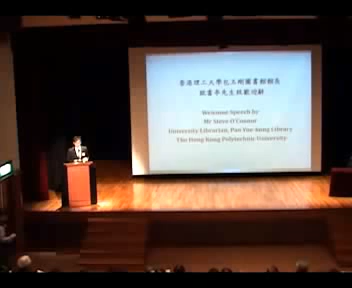 香港理工大學包玉剛圖書館館長
歐書亭先生致歡迎辭
Welcome Speech by
Mr Steve O'Connor
University Librarian, Pao Yue-kong Library
The Hong Kong Polytechnic University